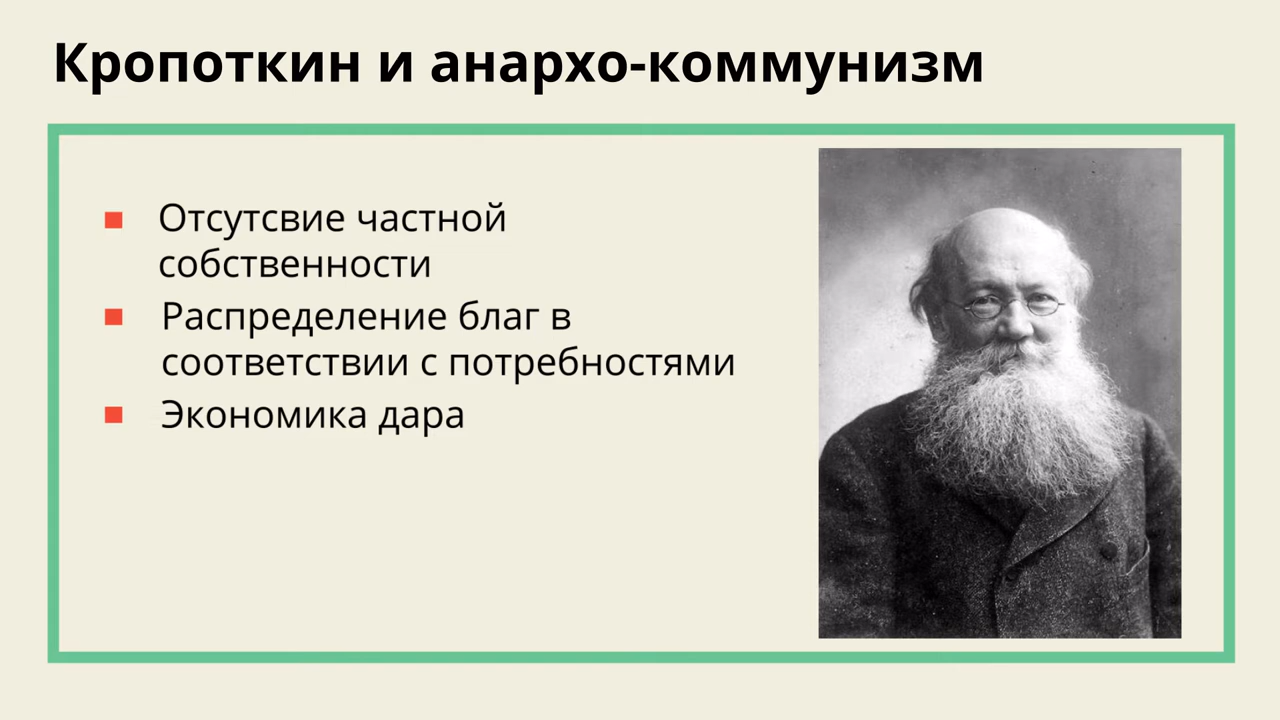 Кропоткин и анархо-коммунизм
Отсутсвие частной
собственности
Распределение благ в
соответствии с потребностями
Экономика дара